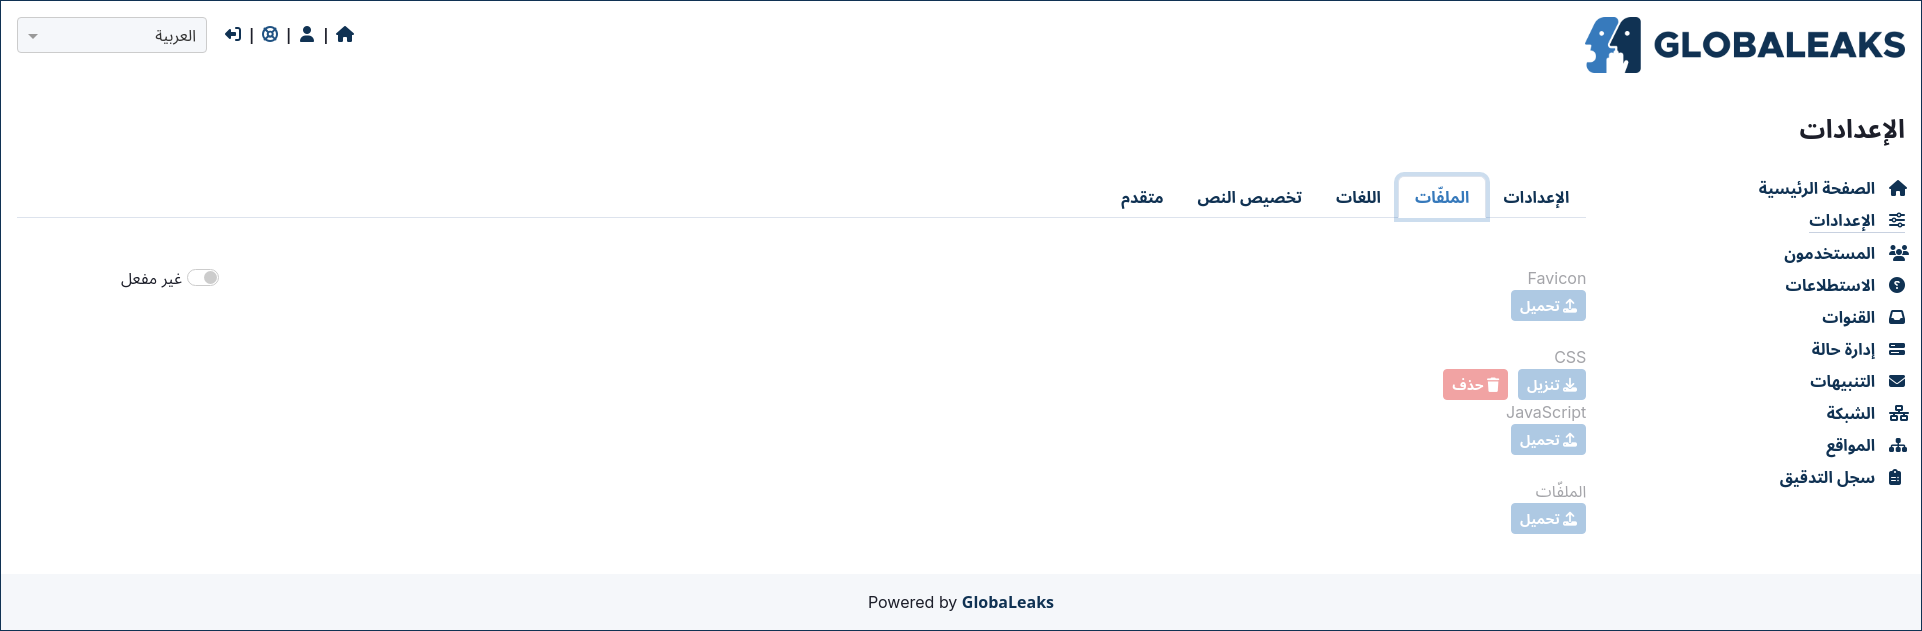 GLOBALEAKS
العربية
الإعدادات
الصفحة الرئيسية
الإعدادات
المستخدمون
الاستطلاعات
القنوات
إدارة حالة
التنبيهات
الشبكة
المواقع
سجل التدقيق
الإعدادات
الملفّات
اللغات
تخصيص النص
متقدم
غير مفعل
Favicon
تحميل
CSS
تنزيل
حذف
JavaScript
تحميل
الملفّات
تحميل
Powered by GlobaLeaks